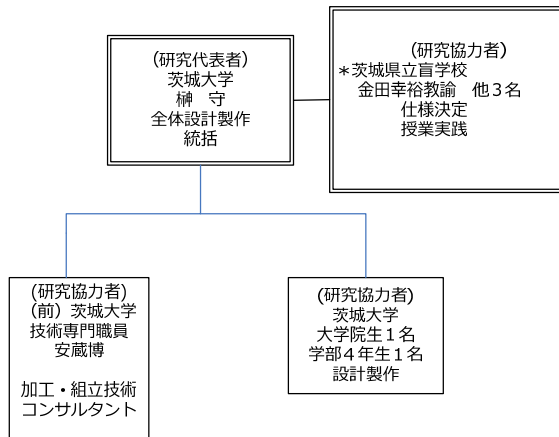 (研究代表者)
茨城大学
榊　守
全体設計製作
統括
(研究協力者)
＊茨城県立盲学校
金田幸裕教諭　他３名
仕様決定
授業実践
(研究協力者)
（前）茨城大学
技術専門職員
安蔵博
加工・組立技術
コンサルタント
(研究協力者)
茨城大学
大学院生１名
学部４年生１名
設計製作